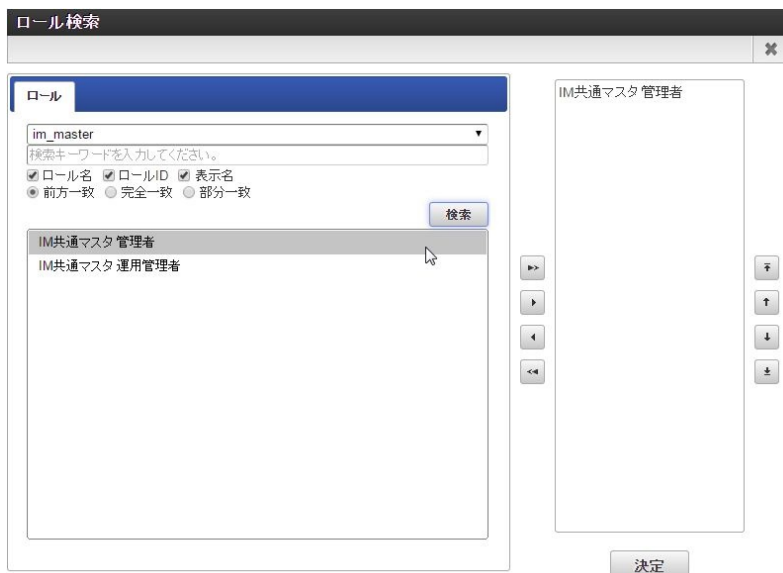 ロール検索
ロール
im_master
検索キーワードを入力してください。
ロール名 ロールID 表示名
前方一致 完全一致 部分一致
検索
IM共通マスタ 管理者
IM共通マスタ 運用管理者
IM共通マスタ 管理者
決定